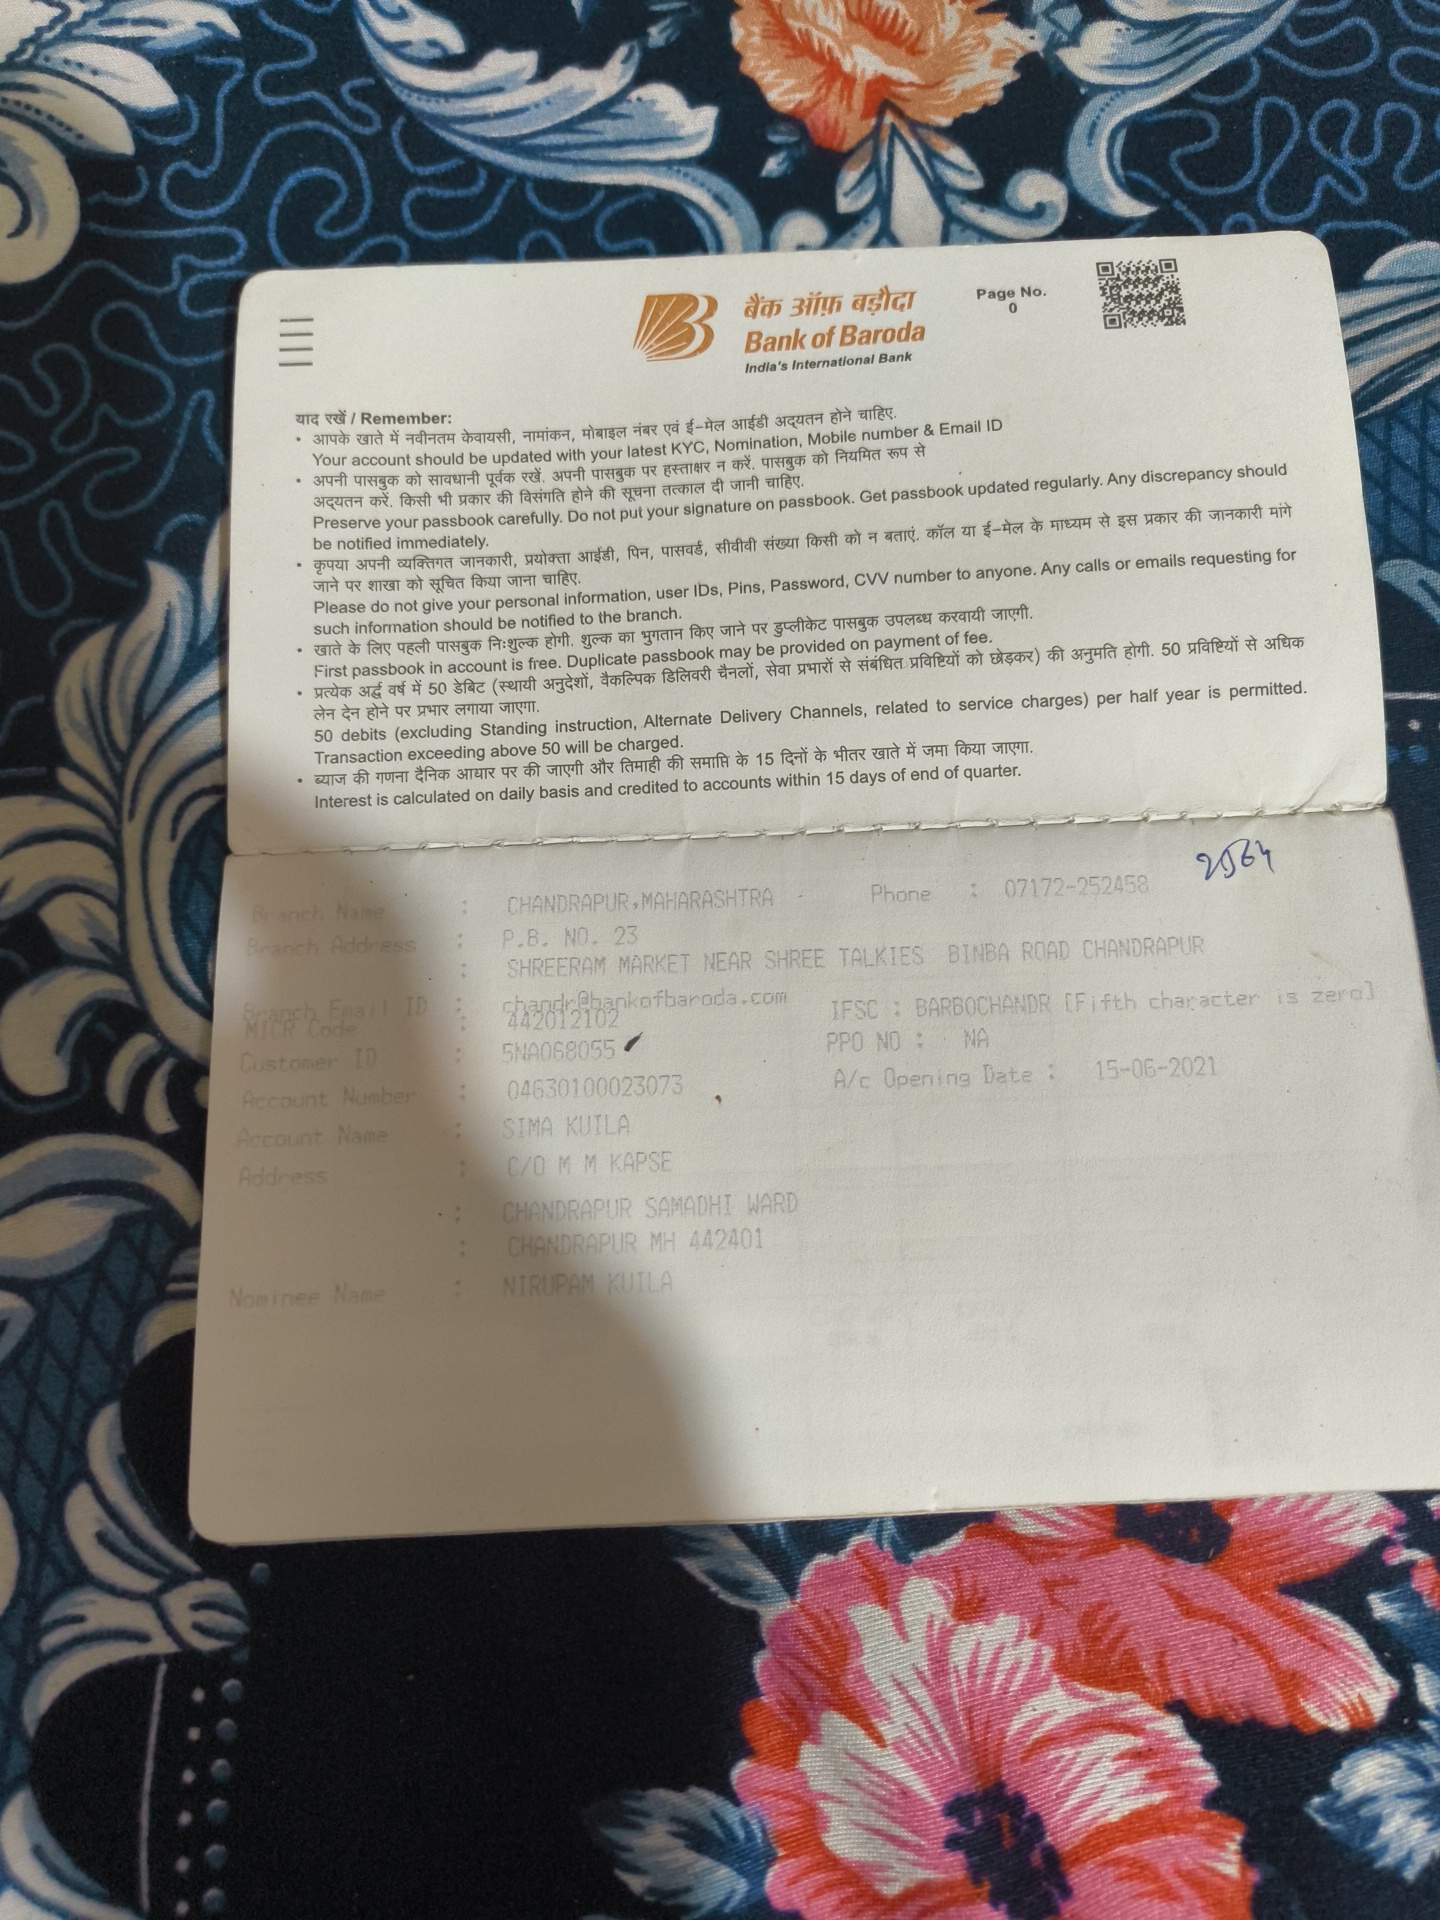 बैंक ऑफ़ बड़ौदा
Bank of Baroda
India's International Bank
Page No.
0
याद रखें / Remember:
• आपके खाते में नवीनतम केवायसी, नामांकन, मोबाइल नंबर एवं ई-मेल आईडी अद्यतन होने चाहिए.
Your account should be updated with your latest KYC, Nomination, Mobile number & Email ID
• अपनी पासबुक को सावधानी पूर्वक रखें. अपनी पासबुक पर हस्ताक्षर न करें. पासबुक को नियमित रूप से
अद्यतन करें. किसी भी प्रकार की विसंगति होने की सूचना तत्काल दी जानी चाहिए.
Preserve your passbook carefully. Do not put your signature on passbook. Get passbook updated regularly. Any discrepancy should
be notified immediately.
• कृपया अपनी व्यक्तिगत जानकारी, प्रयोक्ता आईडी, पिन, पासवर्ड, सीवीवी संख्या किसी को न बताएं. कॉल या ई-मेल के माध्यम से इस प्रकार की जानकारी मांगे
जाने पर शाखा को सूचित किया जाना चाहिए.
Please do not give your personal information, user IDs, Pins, Password, CVV number to anyone. Any calls or emails requesting for
such information should be notified to the branch.
• खाते के लिए पहली पासबुक नि:शुल्क होगी. शुल्क का भुगतान किए जाने पर डुप्लीकेट पासबुक उपलब्ध करवायी जाएगी.
First passbook in account is free. Duplicate passbook may be provided on payment of fee.
• प्रत्येक अर्द्ध वर्ष में 50 डेबिट (स्थायी अनुदेशों, वैकल्पिक डिलिवरी चैनलों, सेवा प्रभारों से संबंधित प्रविष्टियों को छोड़कर) की अनुमति होगी. 50 प्रविष्टियों से अधिक
लेन देन होने पर प्रभार लगाया जाएगा.
50 debits (excluding Standing instruction, Alternate Delivery Channels, related to service charges) per half year is permitted.
Transaction exceeding above 50 will be charged.
• ब्याज की गणना दैनिक आधार पर की जाएगी और तिमाही की समाप्ति के 15 दिनों के भीतर खाते में जमा किया जाएगा.
Interest is calculated on daily basis and credited to accounts within 15 days of end of quarter.
2564
Branch Name : CHANDRAPUR,MAHARASHTRA Phone : 07172-252458
Branch Address : P.B. NO. 23
: SHREERAM MARKET NEAR SHREE TALKIES BINBA ROAD CHANDRAPUR
Branch Email ID : chandr@bankofbaroda.com IFSC : BARBOCHANDR [Fifth character is zero]
MICR Code : 442012102
Customer ID : 5NA068055 PPO NO : NA
Account Number : 04630100023073 A/c Opening Date : 15-06-2021
Account Name : SIMA KUILA
Address : C/O M M KAPSE
: CHANDRAPUR SAMADHI WARD
: CHANDRAPUR MH 442401
Nominee Name : NIRUPAM KUILA